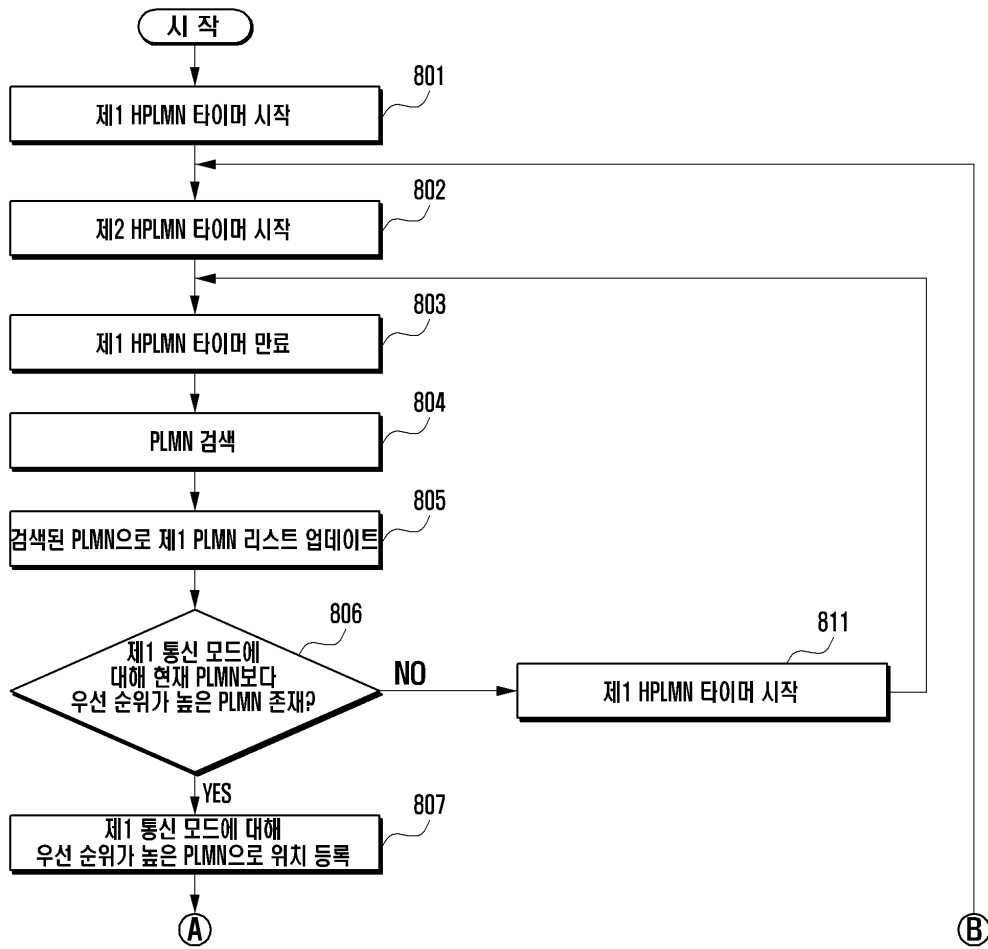 시 작
801
제1 HPLMN 타이머 시작
802
제2 HPLMN 타이머 시작
803
제1 HPLMN 타이머 만료
804
PLMN 검색
805
검색된 PLMN으로 제1 PLMN 리스트 업데이트
806
제1 통신 모드에
대해 현재 PLMN보다
우선 순위가 높은 PLMN 존재?
NO
811
제1 HPLMN 타이머 시작
YES
807
제1 통신 모드에 대해
우선 순위가 높은 PLMN으로 위치 등록
A
B